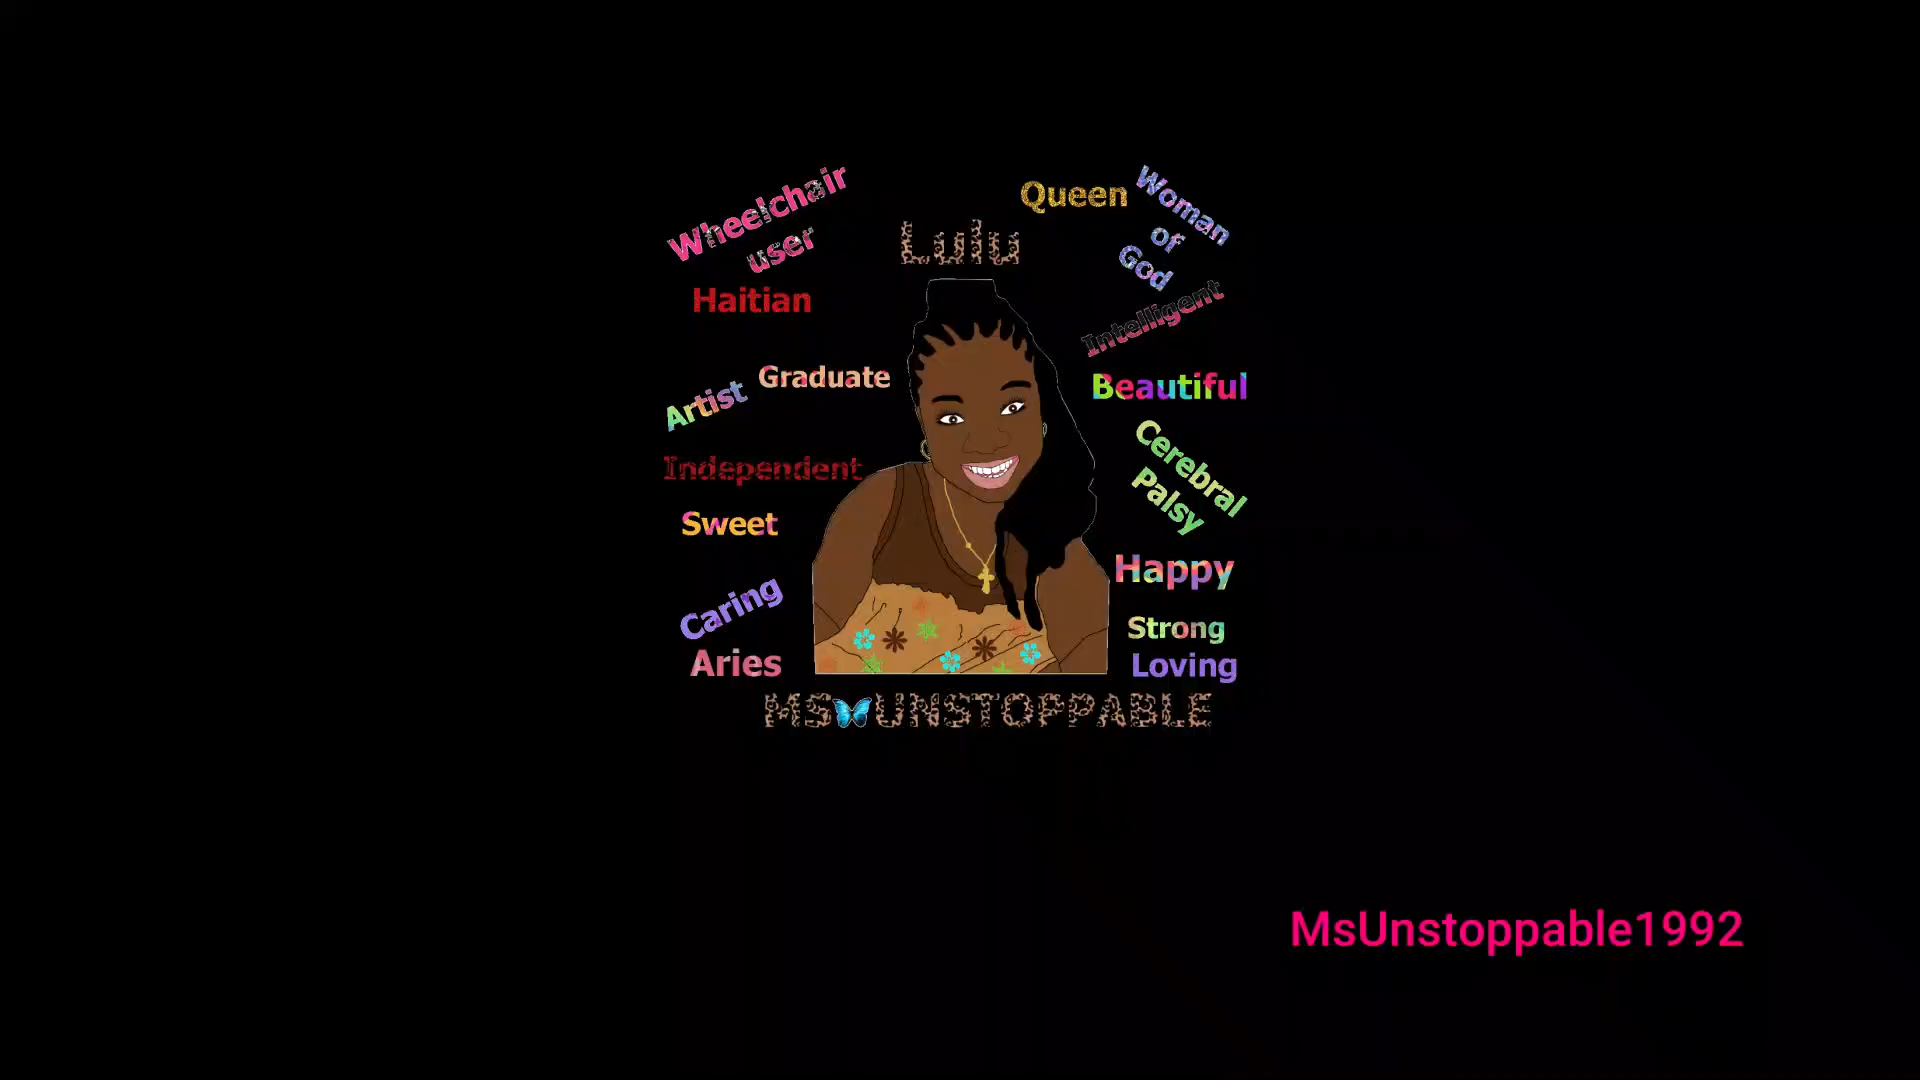 Wheelchair
user
Lulu
Queen
Woman
of
God
Haitian
Intelligent
Graduate
Artist
Beautiful
Independent
Cerebral
Palsy
Sweet
Happy
Caring
Strong
Aries
Loving
MS🦋UNSTOPPABLE
MsUnstoppable1992